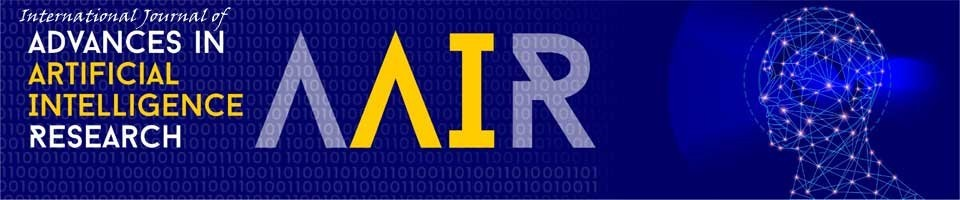 International Journal of
ADVANCES IN
ARTIFICIAL
INTELLIGENCE
RESEARCH
AAIR